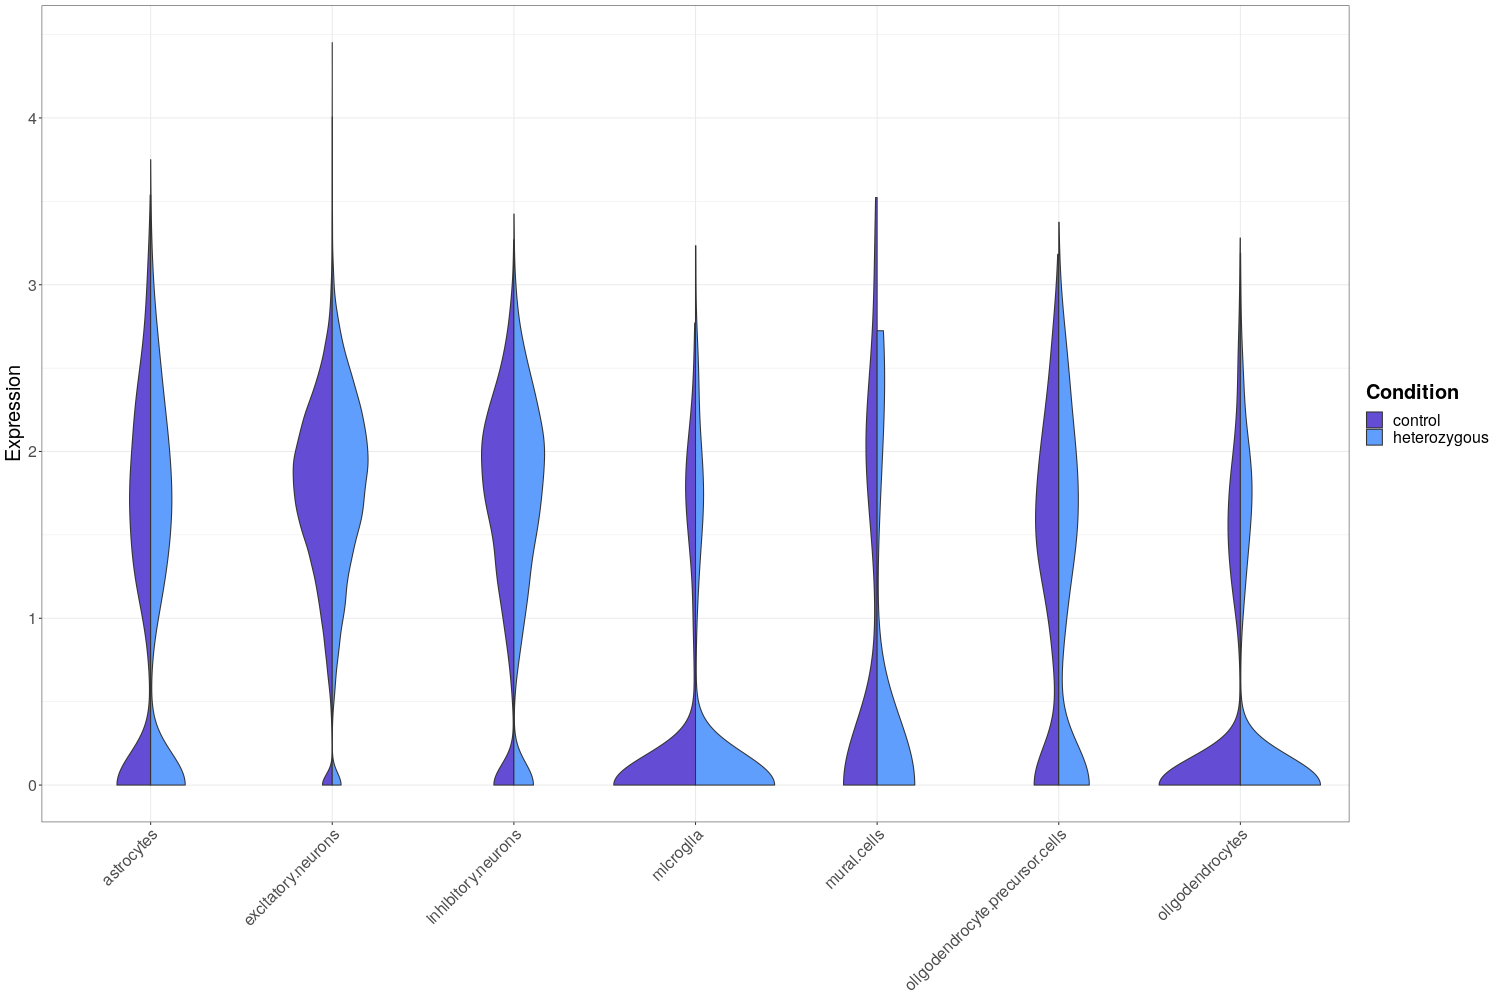 Expression
4
3
2
1
0
astrocytes
excitatory.neurons
inhibitory.neurons
microglia
mural.cells
oligodendrocyte.precursor.cells
oligodendrocytes
Condition
control
heterozygous